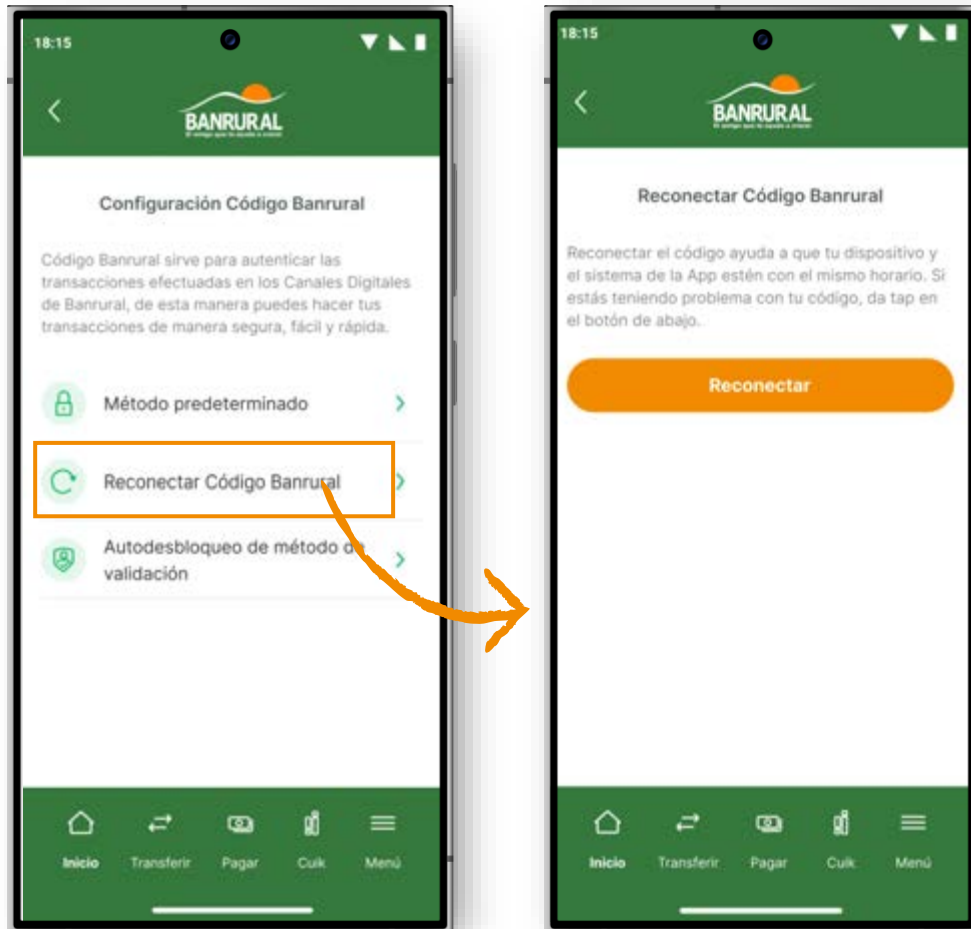 18:15
BANRURAL
Configuración Código Banrural
Código Banrural sirve para autenticar las
transacciones efectuadas en los Canales Digitales
de Banrural, de esta manera puedes hacer tus
transacciones de manera segura, fácil y rápida.
Método predeterminado
Reconectar Código Banrural
Autodesbloqueo de método de
validación
Inicio Transferir Pagar Cuik Menú
18:15
BANRURAL
Reconectar Código Banrural
Reconectar el código ayuda a que tu dispositivo y
el sistema de la App estén con el mismo horario. Si
estás teniendo problema con tu código, da tap en
el botón de abajo.
Reconectar
Inicio Transferir Pagar Cuik Menú